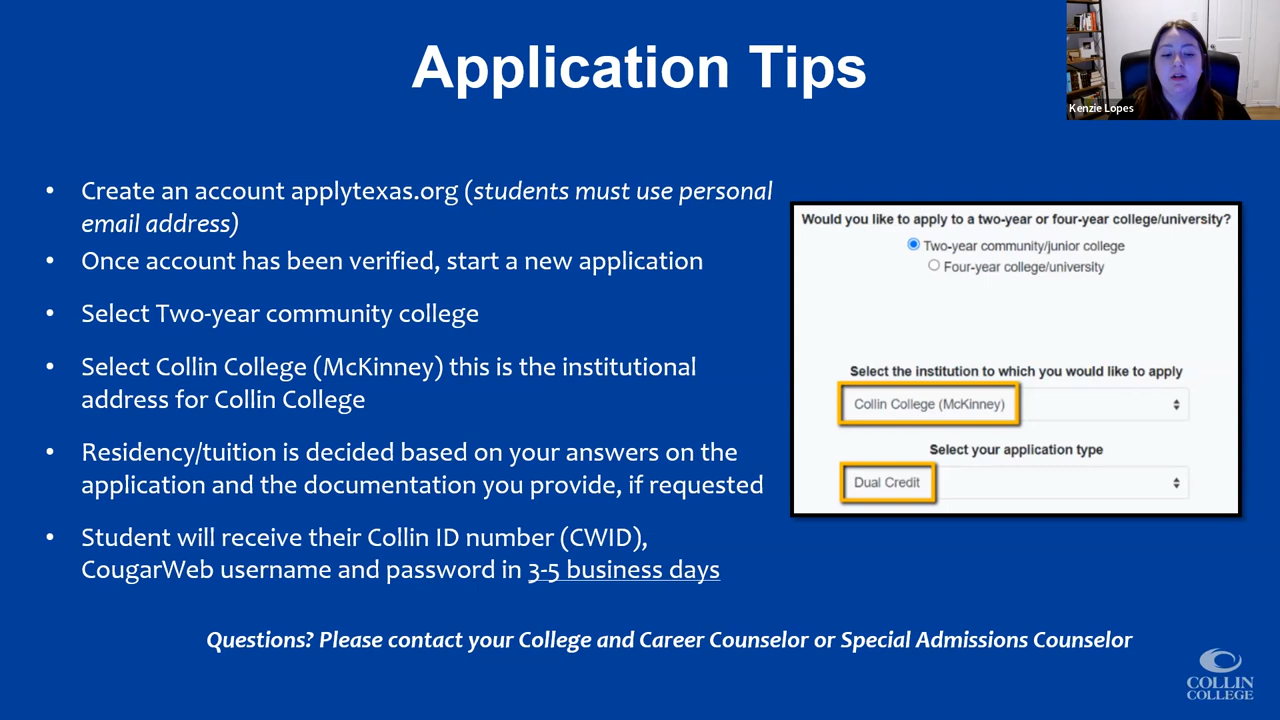 Application Tips
Kenzie Lopes
• Create an account applytexas.org (students must use personal
email address)
• Once account has been verified, start a new application
• Select Two-year community college
• Select Collin College (McKinney) this is the institutional
address for Collin College
• Residency/tuition is decided based on your answers on the
application and the documentation you provide, if requested
• Student will receive their Collin ID number (CWID),
CougarWeb username and password in 3-5 business days
Would you like to apply to a two-year or four-year college/university?
Two-year community/junior college
Four-year college/university
Select the institution to which you would like to apply
Collin College (McKinney)
Select your application type
Dual Credit
Questions? Please contact your College and Career Counselor or Special Admissions Counselor
COLLIN
COLLEGE